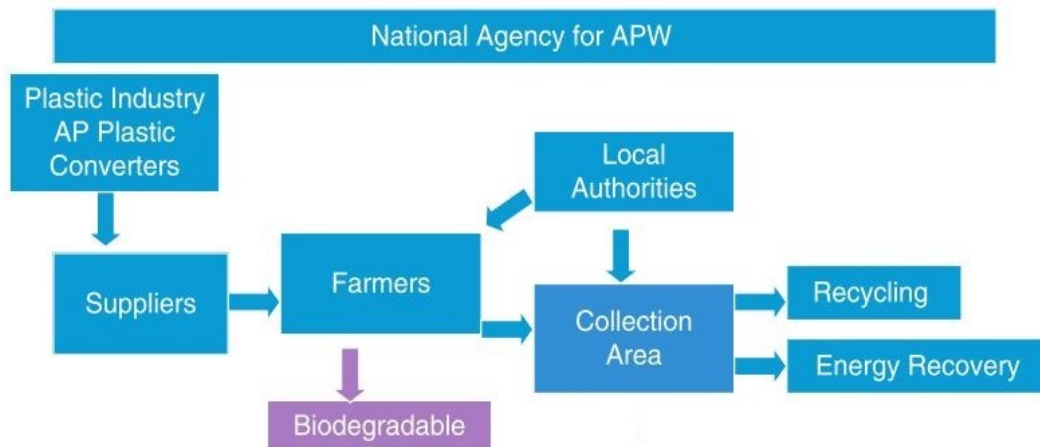 National Agency for APW
Plastic Industry
AP Plastic
Converters
Local
Authorities
Suppliers
Farmers
Collection
Area
Recycling
Energy Recovery
Biodegradable